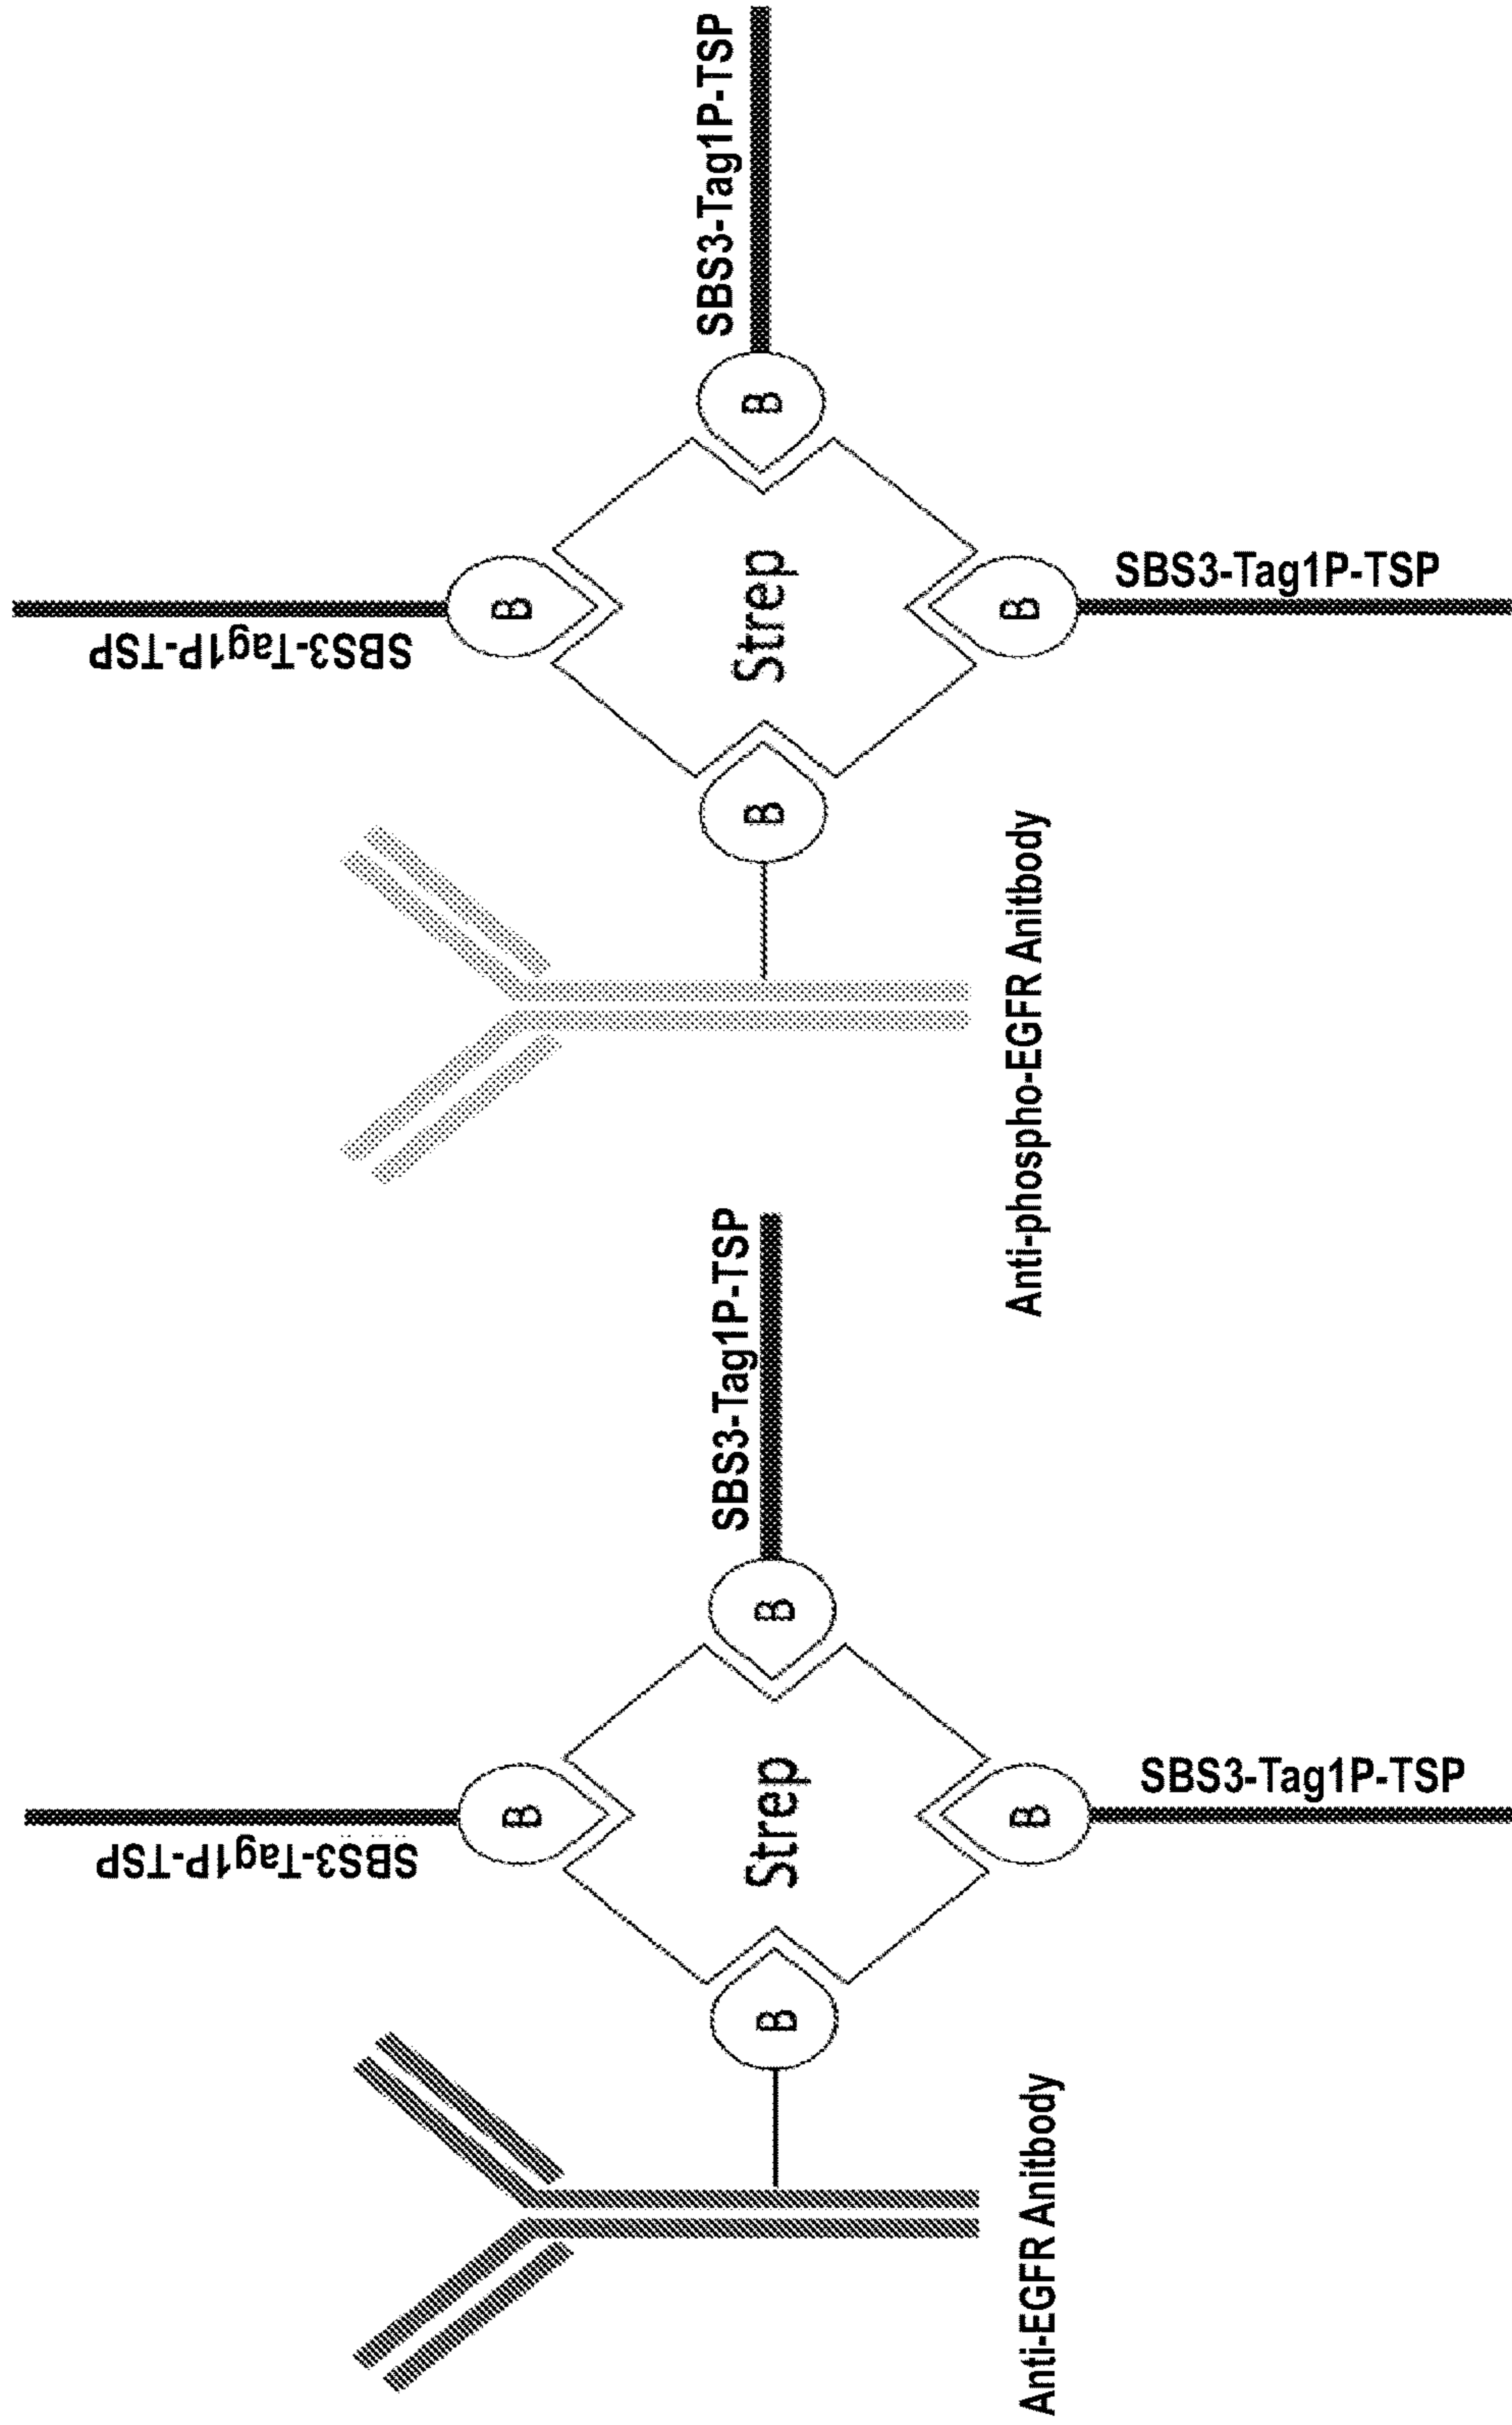 SBS3-Tag1P-TSP
B
B
Strep
B
SBS3-Tag1P-TSP
B
SBS3-Tag1P-TSP
Anti-EGFR Anitbody
SBS3-Tag1P-TSP
B
B
Strep
B
SBS3-Tag1P-TSP
B
SBS3-Tag1P-TSP
Anti-phospho-EGFR Anitbody